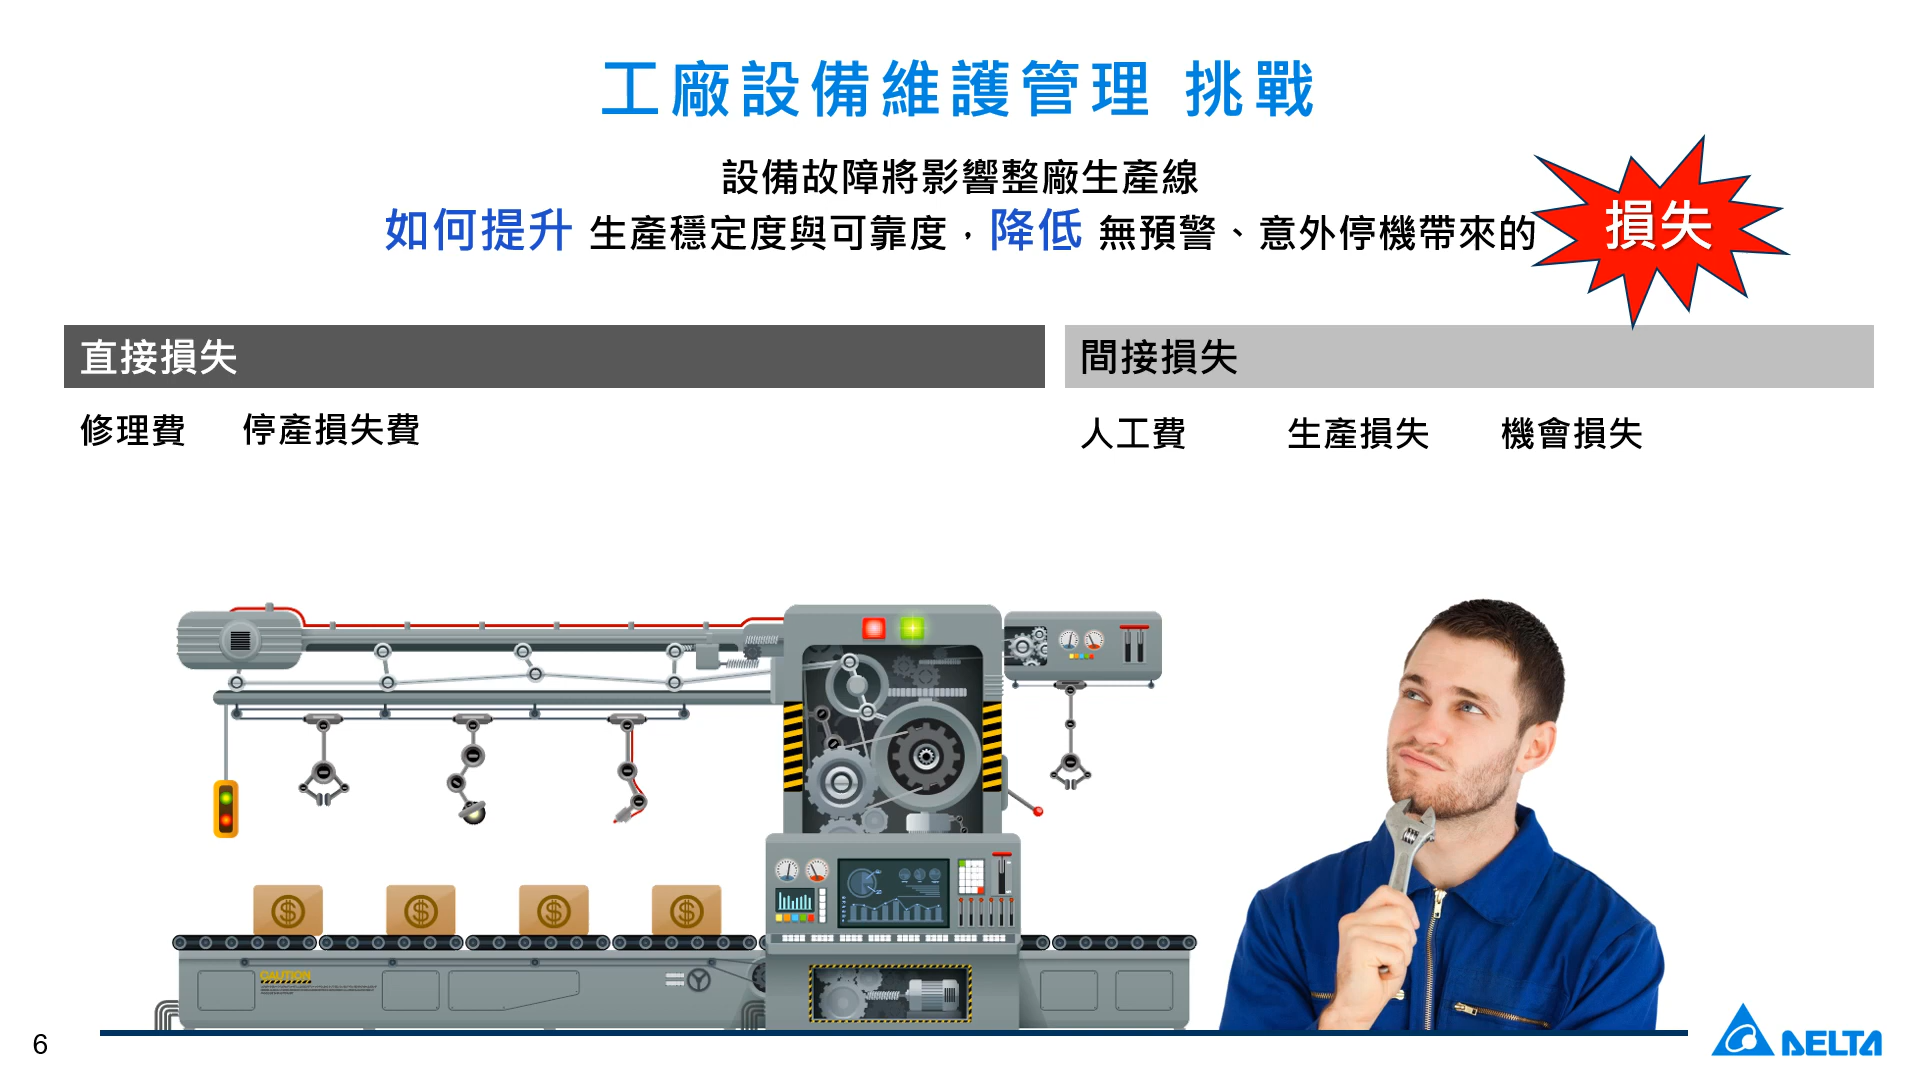 工廠設備維護管理 挑戰
設備故障將影響整廠生產線
如何提升 生產穩定度與可靠度，降低 無預警、意外停機帶來的 損失
直接損失
修理費 停產損失費
間接損失
人工費 生產損失 機會損失
CAUTION
6
DELTA